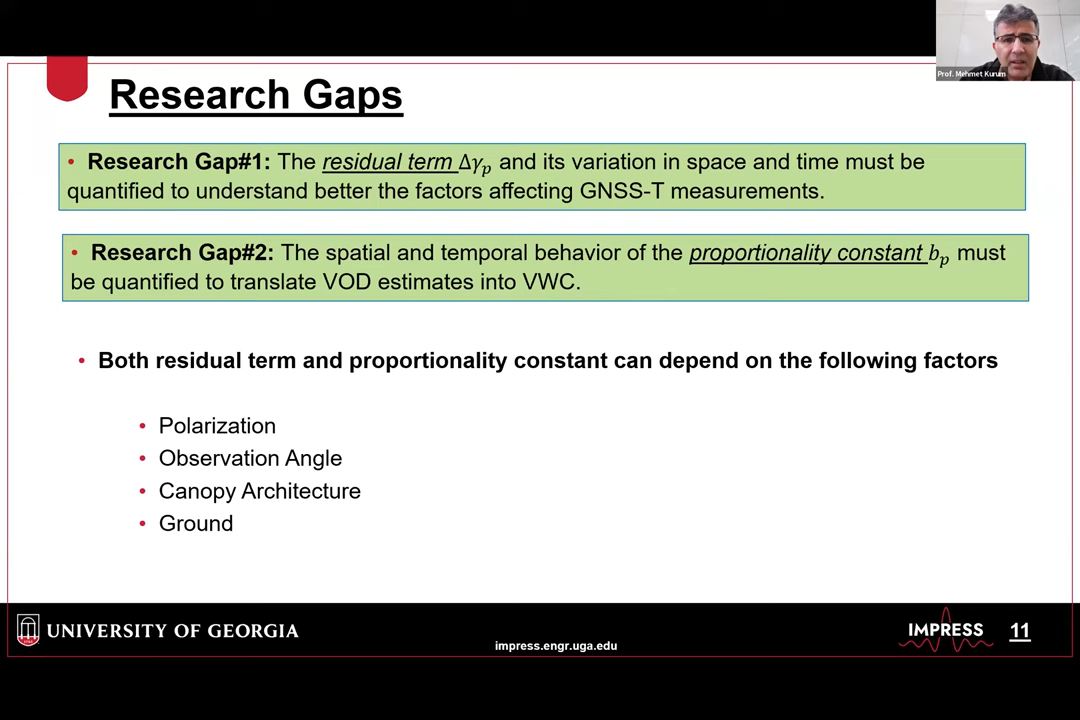 Prof. Mehmet Kurum
Research Gaps
• Research Gap#1: The residual term Δγₚ and its variation in space and time must be
quantified to understand better the factors affecting GNSS-T measurements.
• Research Gap#2: The spatial and temporal behavior of the proportionality constant bₚ must
be quantified to translate VOD estimates into VWC.
• Both residual term and proportionality constant can depend on the following factors
• Polarization
• Observation Angle
• Canopy Architecture
• Ground
UNIVERSITY OF GEORGIA
impress.engr.uga.edu
IMPRESS
11